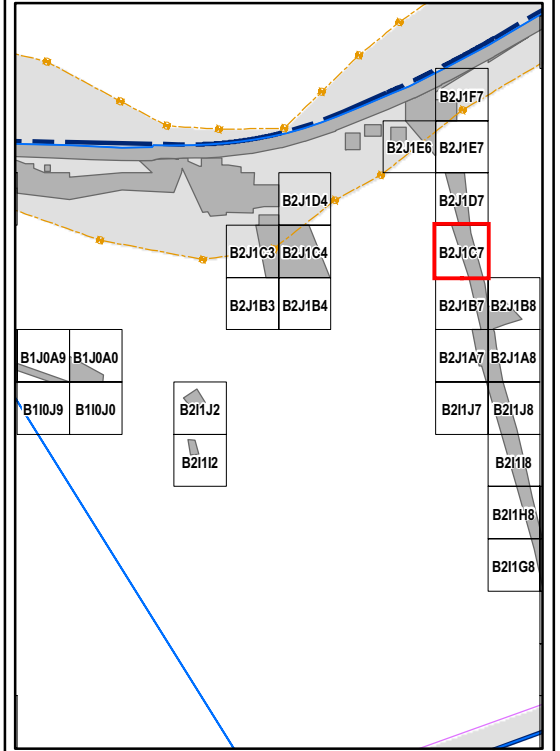 B2J1F7
B2J1E6 B2J1E7
B2J1D4 B2J1D7
B2J1C3 B2J1C4 B2J1C7
B2J1B3 B2J1B4 B2J1B7 B2J1B8
B1J0A9 B1J0A0 B2J1A7 B2J1A8
B1I0J9 B1I0J0 B2I1J2 B2I1J7 B2I1J8
B2I1I2 B2I1I8
B2I1H8
B2I1G8